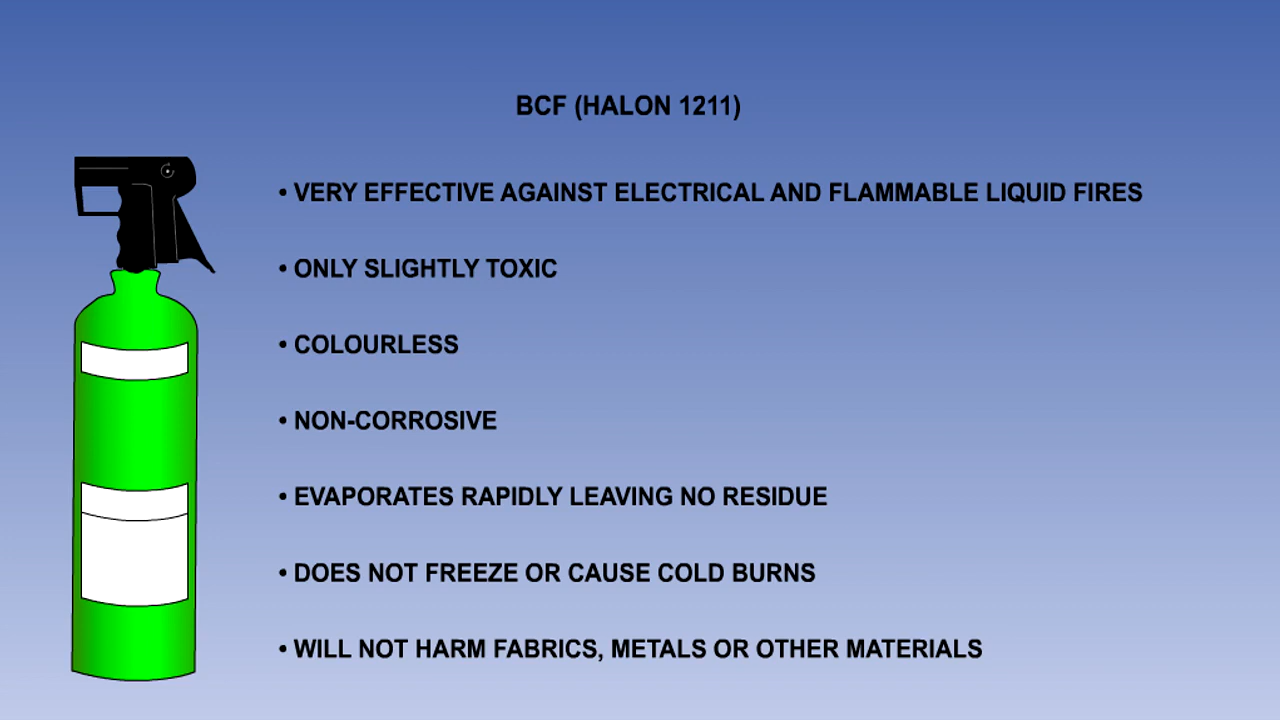 BCF (HALON 1211)
• VERY EFFECTIVE AGAINST ELECTRICAL AND FLAMMABLE LIQUID FIRES
• ONLY SLIGHTLY TOXIC
• COLOURLESS
• NON-CORROSIVE
• EVAPORATES RAPIDLY LEAVING NO RESIDUE
• DOES NOT FREEZE OR CAUSE COLD BURNS
• WILL NOT HARM FABRICS, METALS OR OTHER MATERIALS